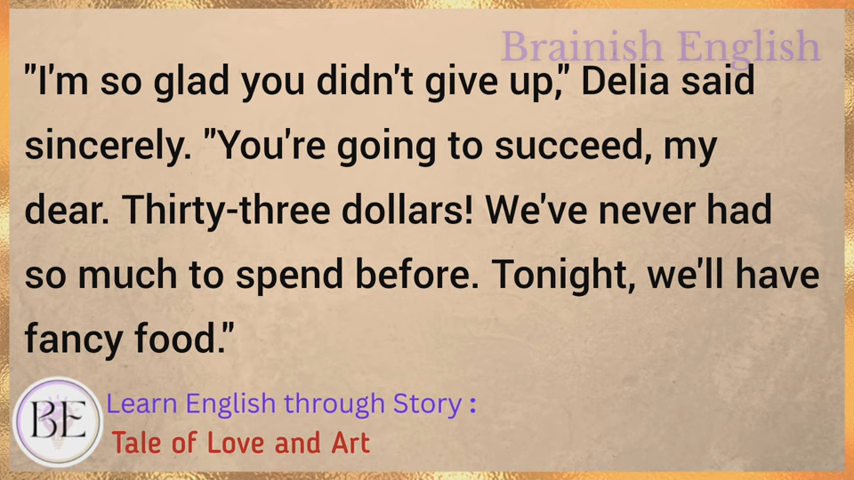 Brainish English
"I'm so glad you didn't give up," Delia said
sincerely. "You're going to succeed, my
dear. Thirty-three dollars! We've never had
so much to spend before. Tonight, we'll have
fancy food."
BE
Learn English through Story :
Tale of Love and Art